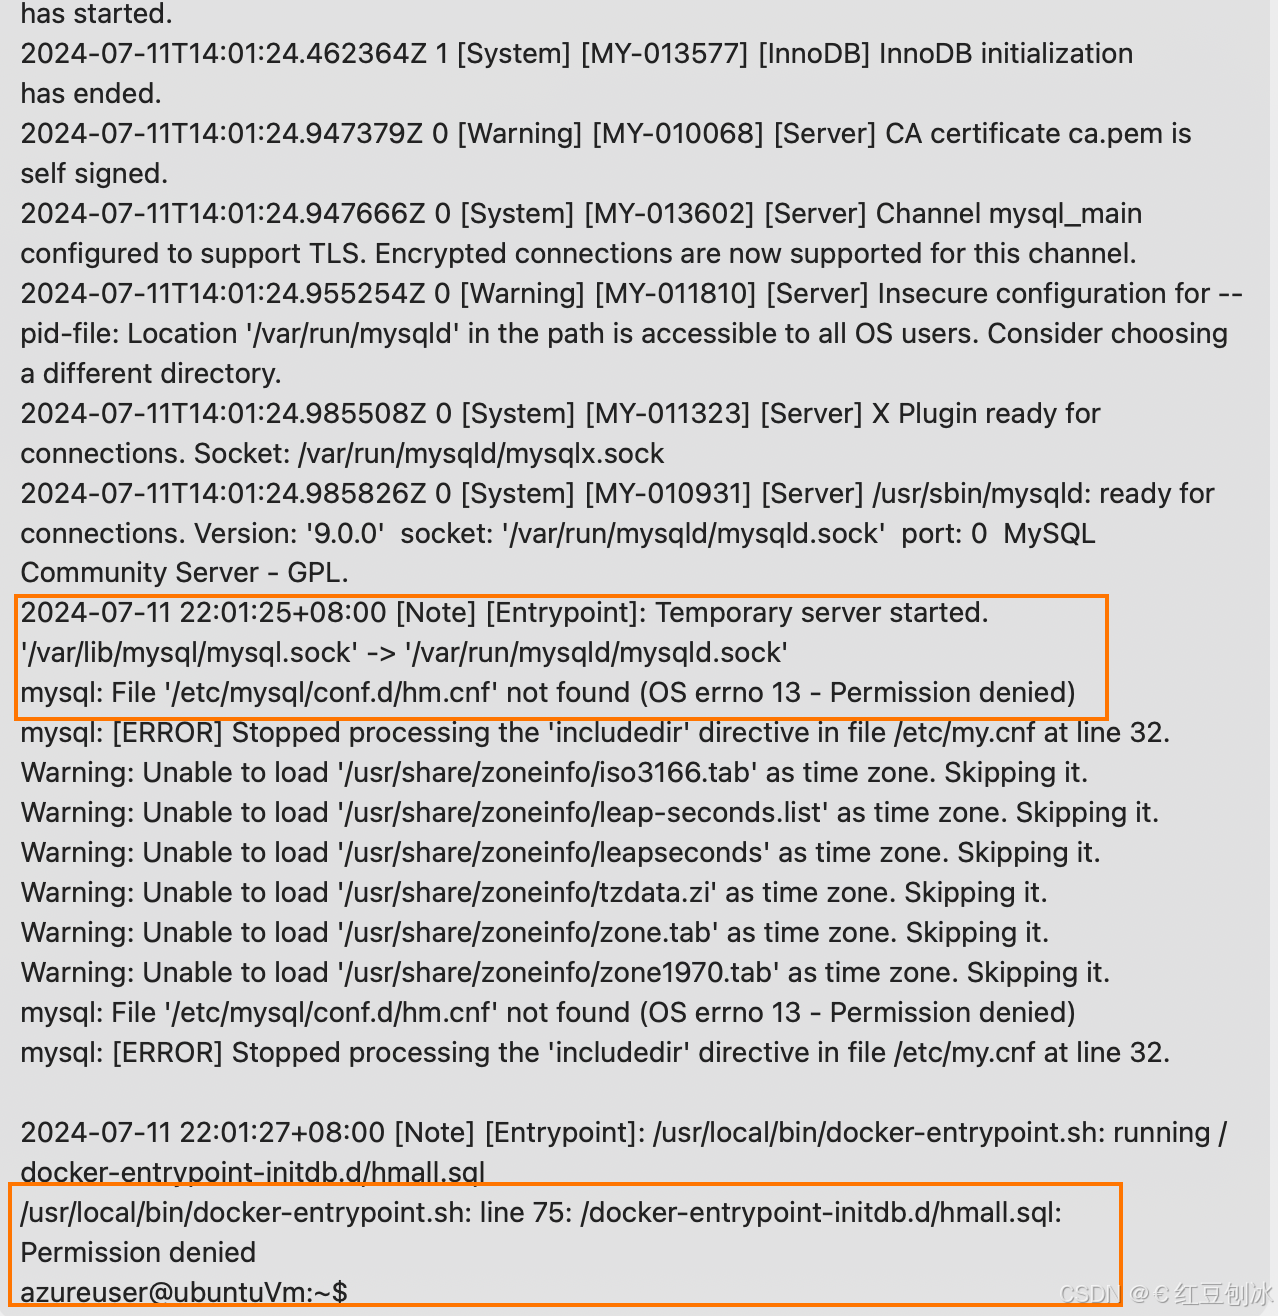 has started.
2024-07-11T14:01:24.462364Z 1 [System] [MY-013577] [InnoDB] InnoDB initialization
has ended.
2024-07-11T14:01:24.947379Z 0 [Warning] [MY-010068] [Server] CA certificate ca.pem is
self signed.
2024-07-11T14:01:24.947666Z 0 [System] [MY-013602] [Server] Channel mysql_main
configured to support TLS. Encrypted connections are now supported for this channel.
2024-07-11T14:01:24.955254Z 0 [Warning] [MY-011810] [Server] Insecure configuration for --
pid-file: Location '/var/run/mysqld' in the path is accessible to all OS users. Consider choosing
a different directory.
2024-07-11T14:01:24.985508Z 0 [System] [MY-011323] [Server] X Plugin ready for
connections. Socket: /var/run/mysqld/mysqlx.sock
2024-07-11T14:01:24.985826Z 0 [System] [MY-010931] [Server] /usr/sbin/mysqld: ready for
connections. Version: '9.0.0'  socket: '/var/run/mysqld/mysqld.sock'  port: 0  MySQL
Community Server - GPL.
2024-07-11 22:01:25+08:00 [Note] [Entrypoint]: Temporary server started.
'/var/lib/mysql/mysql.sock' -> '/var/run/mysqld/mysqld.sock'
mysql: File '/etc/mysql/conf.d/hm.cnf' not found (OS errno 13 - Permission denied)
mysql: [ERROR] Stopped processing the 'includedir' directive in file /etc/my.cnf at line 32.
Warning: Unable to load '/usr/share/zoneinfo/iso3166.tab' as time zone. Skipping it.
Warning: Unable to load '/usr/share/zoneinfo/leap-seconds.list' as time zone. Skipping it.
Warning: Unable to load '/usr/share/zoneinfo/leapseconds' as time zone. Skipping it.
Warning: Unable to load '/usr/share/zoneinfo/tzdata.zi' as time zone. Skipping it.
Warning: Unable to load '/usr/share/zoneinfo/zone.tab' as time zone. Skipping it.
Warning: Unable to load '/usr/share/zoneinfo/zone1970.tab' as time zone. Skipping it.
mysql: File '/etc/mysql/conf.d/hm.cnf' not found (OS errno 13 - Permission denied)
mysql: [ERROR] Stopped processing the 'includedir' directive in file /etc/my.cnf at line 32.
2024-07-11 22:01:27+08:00 [Note] [Entrypoint]: /usr/local/bin/docker-entrypoint.sh: running /
docker-entrypoint-initdb.d/hmall.sql
/usr/local/bin/docker-entrypoint.sh: line 75: /docker-entrypoint-initdb.d/hmall.sql:
Permission denied
azureuser@ubuntuVm:~$
CSDN @૯红豆刨冰